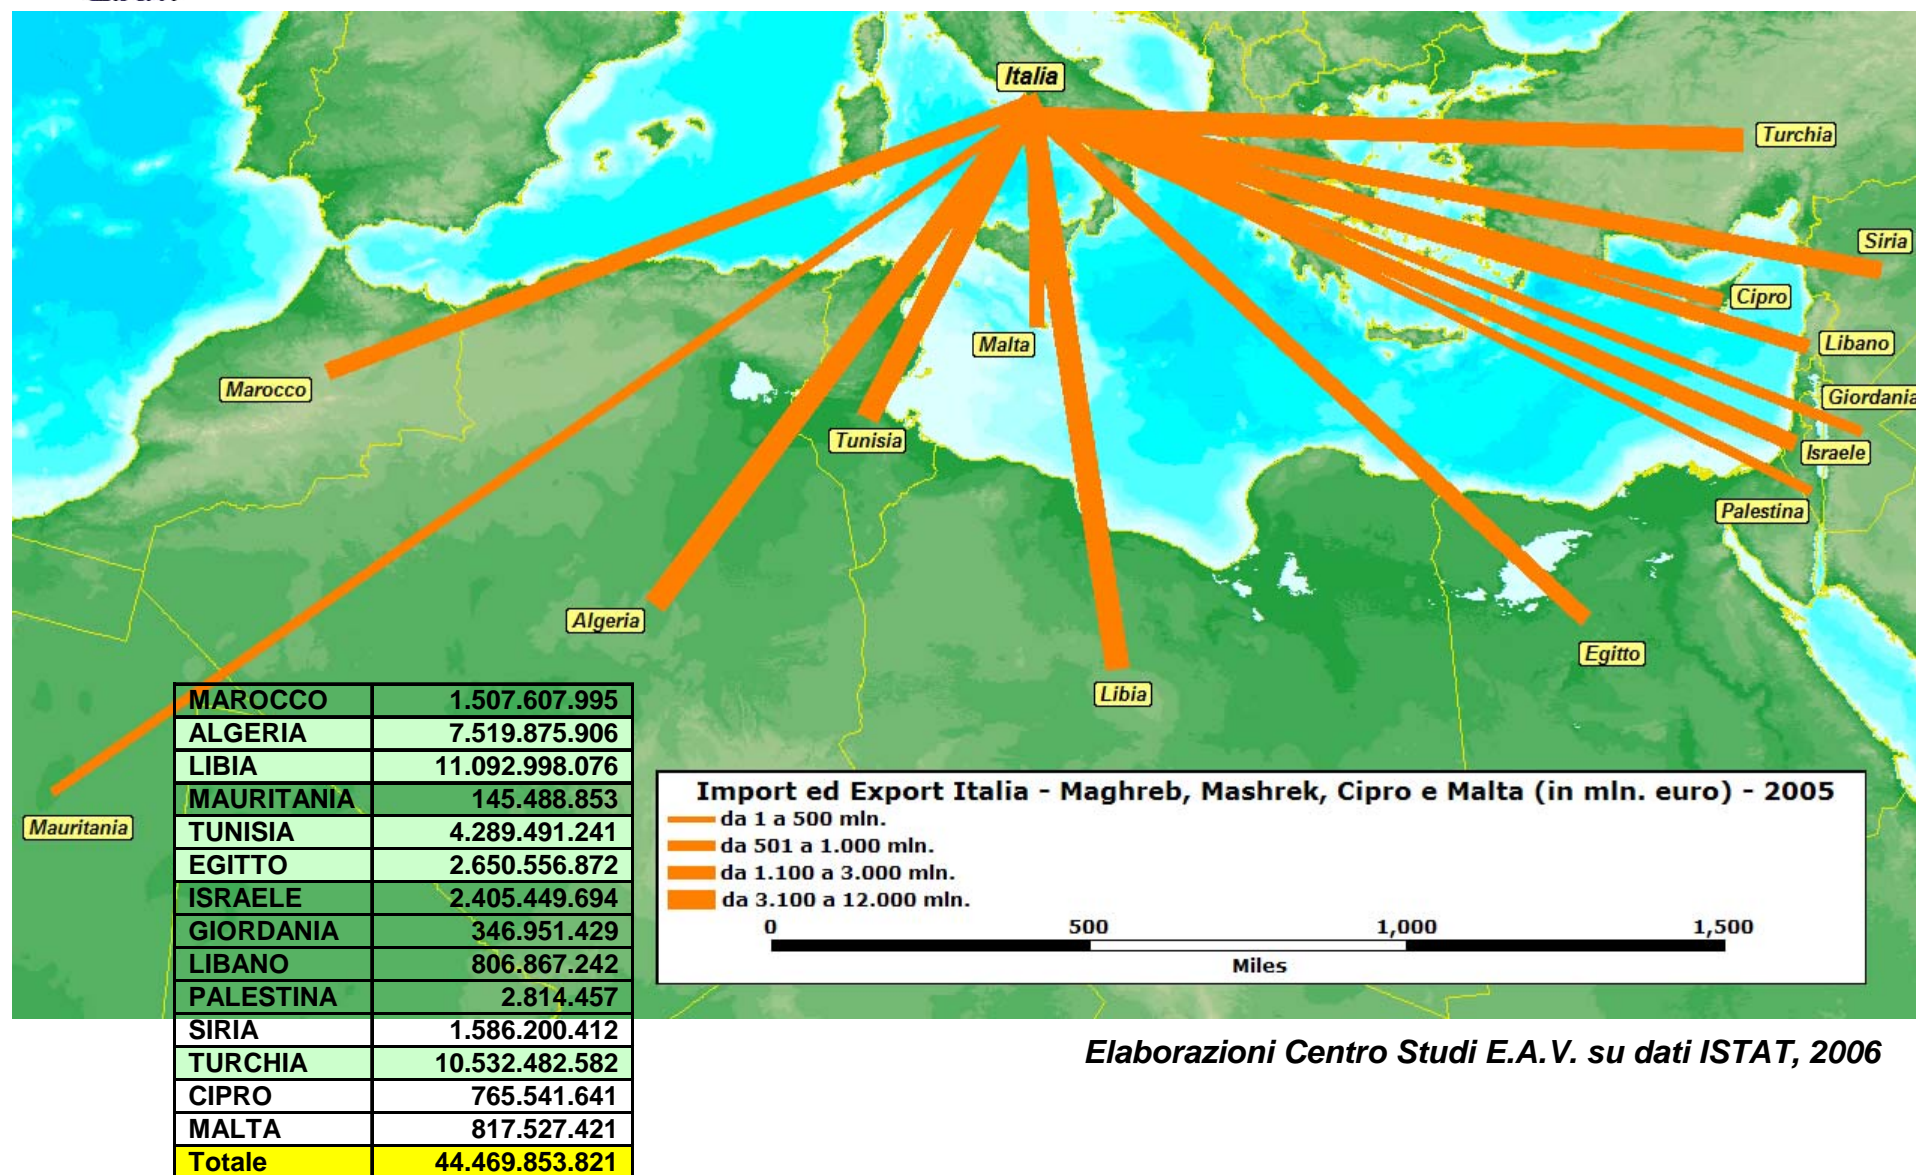 Italia
Turchia
Siria
Cipro
Libano
Malta
Marocco
Giordania
Tunisia
Israele
Palestina
Algeria
Egitto
Libia
Mauritania
MAROCCO 1.507.607.995
ALGERIA 7.519.875.906
LIBIA 11.092.998.076
MAURITANIA 145.488.853
TUNISIA 4.289.491.241
EGITTO 2.650.556.872
ISRAELE 2.405.449.694
GIORDANIA 346.951.429
LIBANO 806.867.242
PALESTINA 2.814.457
SIRIA 1.586.200.412
TURCHIA 10.532.482.582
CIPRO 765.541.641
MALTA 817.527.421
Totale 44.469.853.821
Import ed Export Italia - Maghreb, Mashrek, Cipro e Malta (in mln. euro) - 2005
da 1 a 500 mln.
da 501 a 1.000 mln.
da 1.100 a 3.000 mln.
da 3.100 a 12.000 mln.
0 500 1,000 1,500
Miles
Elaborazioni Centro Studi E.A.V. su dati ISTAT, 2006